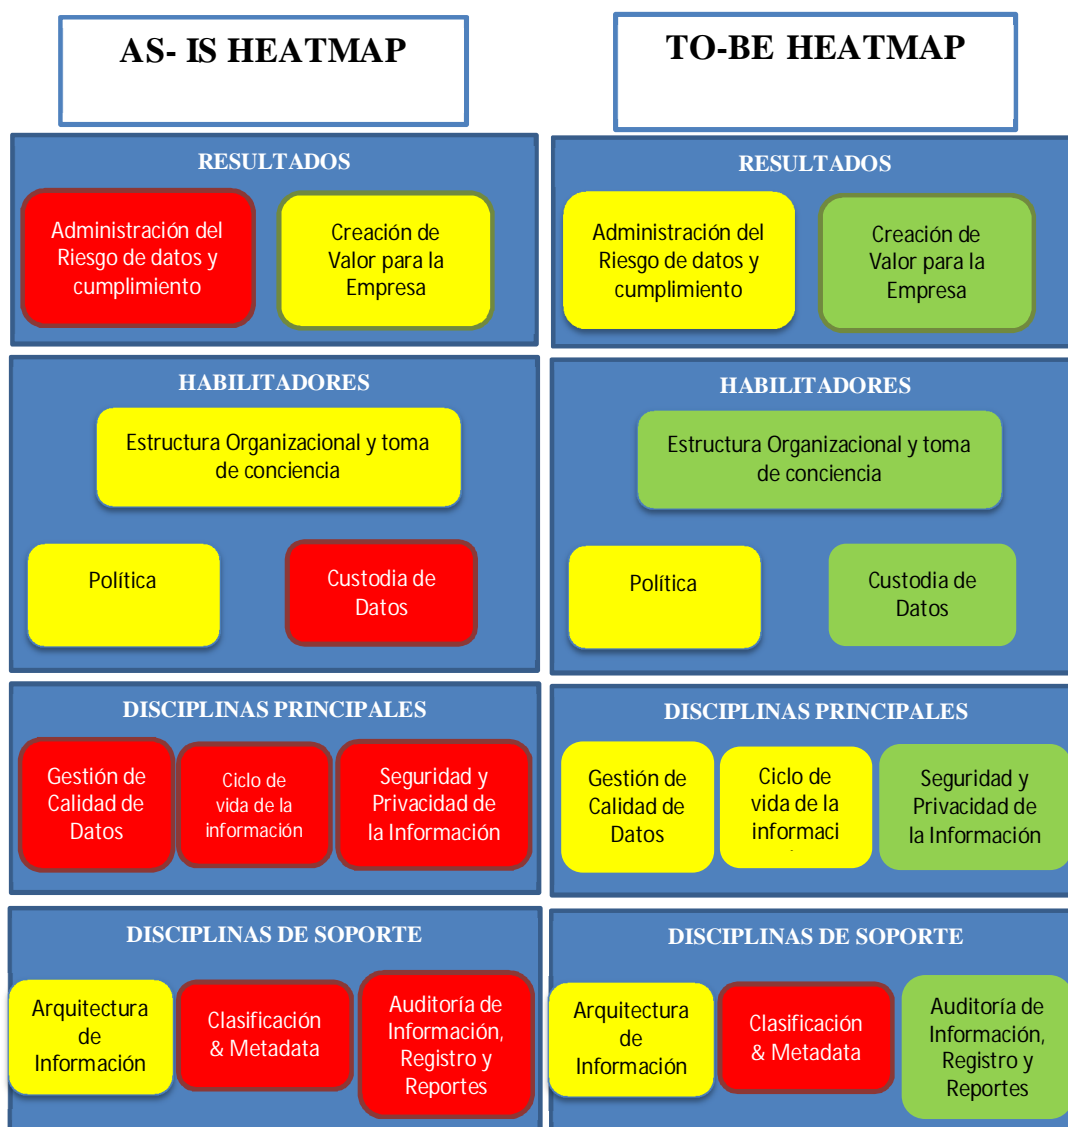 AS- IS HEATMAP
RESULTADOS
Administración del
Riesgo de datos y
cumplimiento
Creación de
Valor para la
Empresa
HABILITADORES
Estructura Organizacional y toma
de conciencia
Política
Custodia de
Datos
DISCIPLINAS PRINCIPALES
Gestión de
Calidad de
Datos
Ciclo de
vida de la
información
Seguridad y
Privacidad de
la Información
DISCIPLINAS DE SOPORTE
Arquitectura
de
Información
Clasificación
& Metadata
Auditoría de
Información,
Registro y
Reportes
TO-BE HEATMAP
RESULTADOS
Administración del
Riesgo de datos y
cumplimiento
Creación de
Valor para la
Empresa
HABILITADORES
Estructura Organizacional y toma
de conciencia
Política
Custodia de
Datos
DISCIPLINAS PRINCIPALES
Gestión de
Calidad de
Datos
Ciclo de
vida de la
informaci
Seguridad y
Privacidad de
la Información
DISCIPLINAS DE SOPORTE
Arquitectura
de
Información
Clasificación
& Metadata
Auditoría de
Información,
Registro y
Reportes